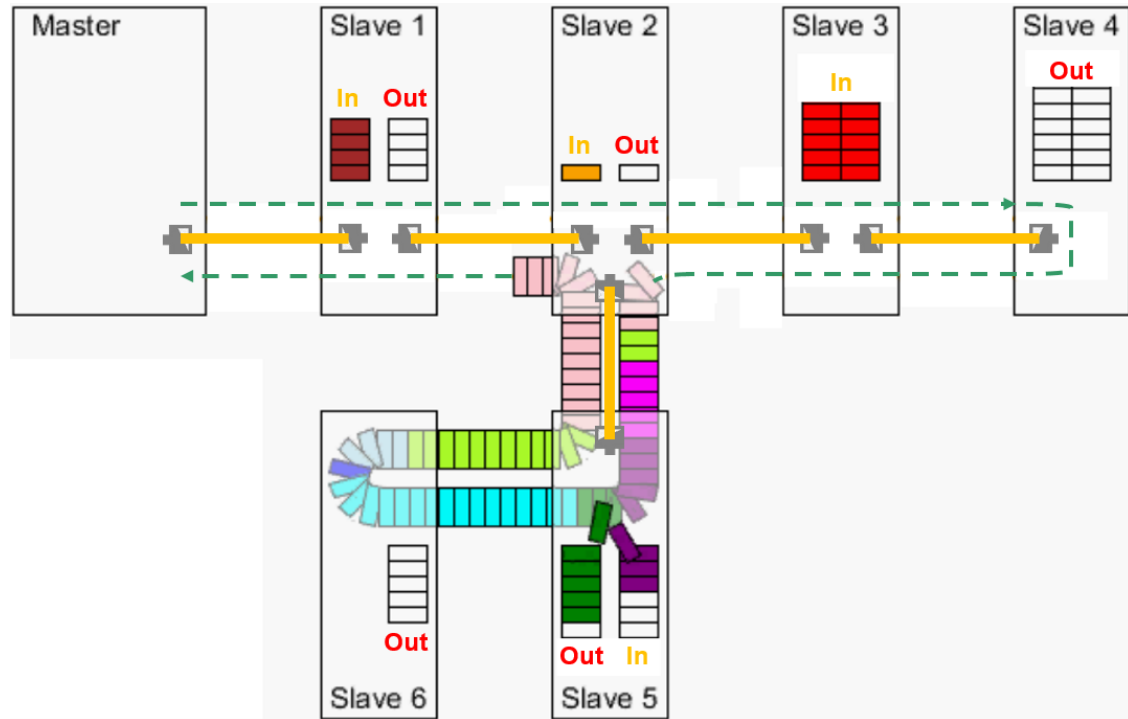 Master
Slave 1
Slave 2
Slave 3
Slave 4
In
Out
In
Out
In
Out
Out
Out
In
Slave 6
Slave 5